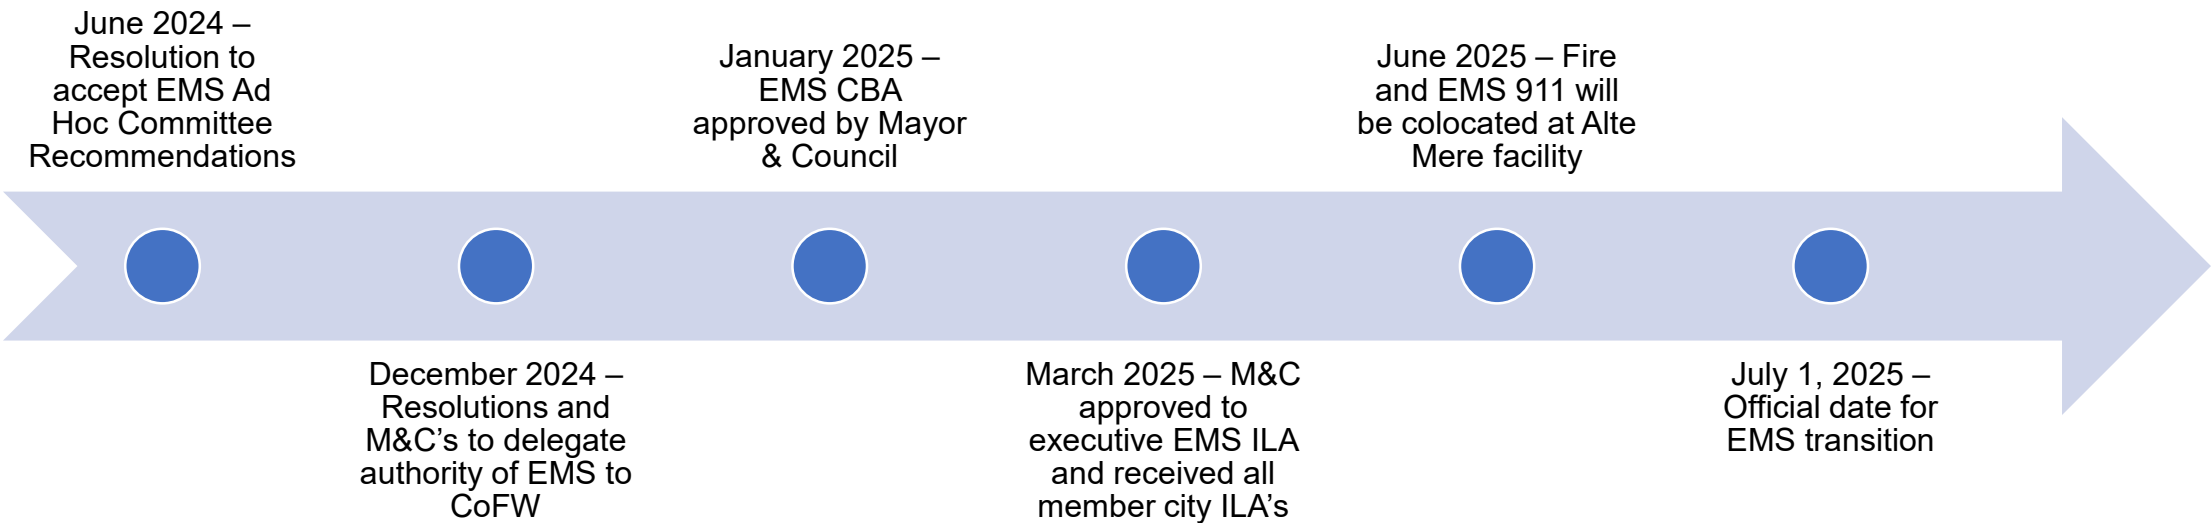 June 2024 –
Resolution to
accept EMS Ad
Hoc Committee
Recommendations
December 2024 –
Resolutions and
M&C’s to delegate
authority of EMS to
CoFW
January 2025 –
EMS CBA
approved by Mayor
& Council
March 2025 – M&C
approved to
executive EMS ILA
and received all
member city ILA’s
June 2025 – Fire
and EMS 911 will
be colocated at Alte
Mere facility
July 1, 2025 –
Official date for
EMS transition